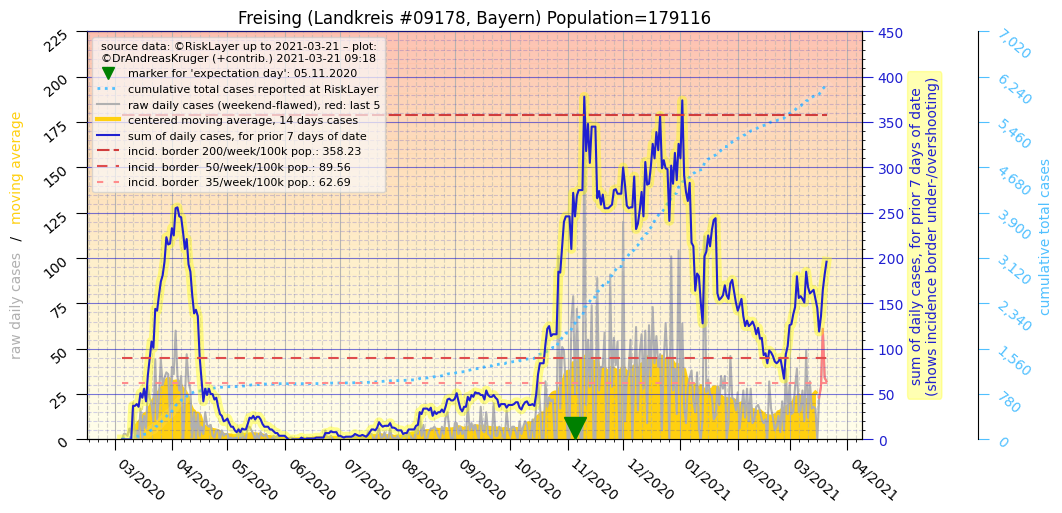 Freising (Landkreis #09178, Bayern) Population=179116
source data: ©RiskLayer up to 2021-03-21 – plot:
©DrAndreasKruger (+contrib.) 2021-03-21 09:18
marker for 'expectation day': 05.11.2020
cumulative total cases reported at RiskLayer
raw daily cases (weekend-flawed), red: last 5
centered moving average, 14 days cases
sum of daily cases, for prior 7 days of date
incid. border 200/week/100k pop.: 358.23
incid. border  50/week/100k pop.: 89.56
incid. border  35/week/100k pop.: 62.69
raw daily cases / moving average
225
200
175
150
125
100
75
50
25
0
03/2020
04/2020
05/2020
06/2020
07/2020
08/2020
09/2020
10/2020
11/2020
12/2020
01/2021
02/2021
03/2021
04/2021
450
400
350
300
250
200
150
100
50
0
sum of daily cases, for prior 7 days of date
(shows incidence border under-/overshooting)
7,020
6,240
5,460
4,680
3,900
3,120
2,340
1,560
780
0
cumulative total cases